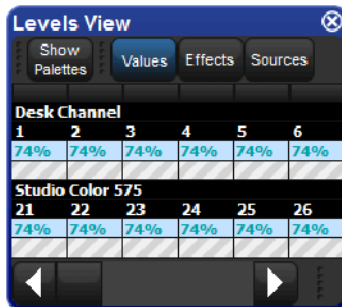 Levels View
Show Palettes Values Effects Sources
Desk Channel
1 2 3 4 5 6
74% 74% 74% 74% 74% 74%
Studio Color 575
21 22 23 24 25 26
74% 74% 74% 74% 74% 74%